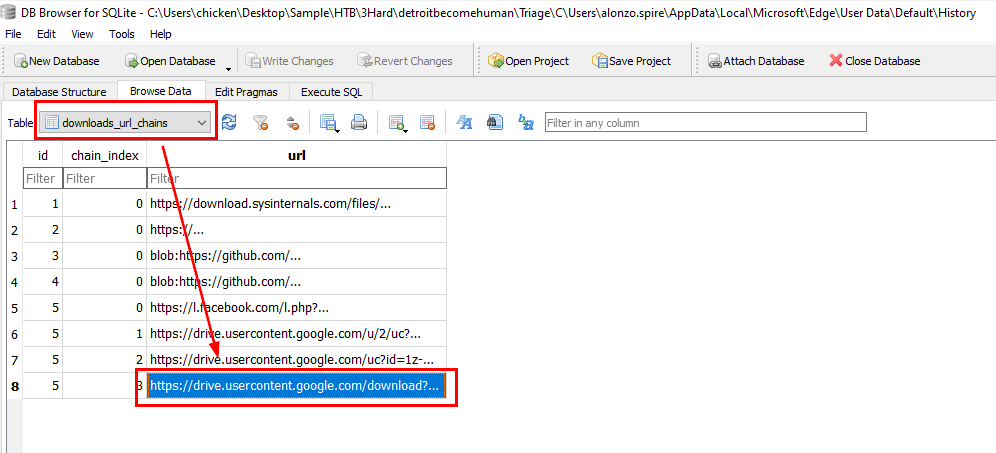 DB Browser for SQLite - C:\Users\chicken\Desktop\Sample\HTB\3Hard\detroitbecomehuman\Triage\C\Users\alonzo.spire\AppData\Local\Microsoft\Edge\User Data\Default\History
File Edit View Tools Help
New Database Open Database Write Changes Revert Changes Open Project Save Project Attach Database Close Database
Database Structure Browse Data Edit Pragmas Execute SQL
Table: downloads_url_chains Filter in any column
id chain_index url
Filter Filter Filter
1 1 0 https://download.sysinternals.com/files/...
2 2 0 https://...
3 3 0 blob:https://github.com/...
4 4 0 blob:https://github.com/...
5 5 0 https://l.facebook.com/l.php?...
6 5 1 https://drive.usercontent.google.com/u/2/uc?...
7 5 2 https://drive.usercontent.google.com/uc?id=1z-...
8 5 3 https://drive.usercontent.google.com/download?...